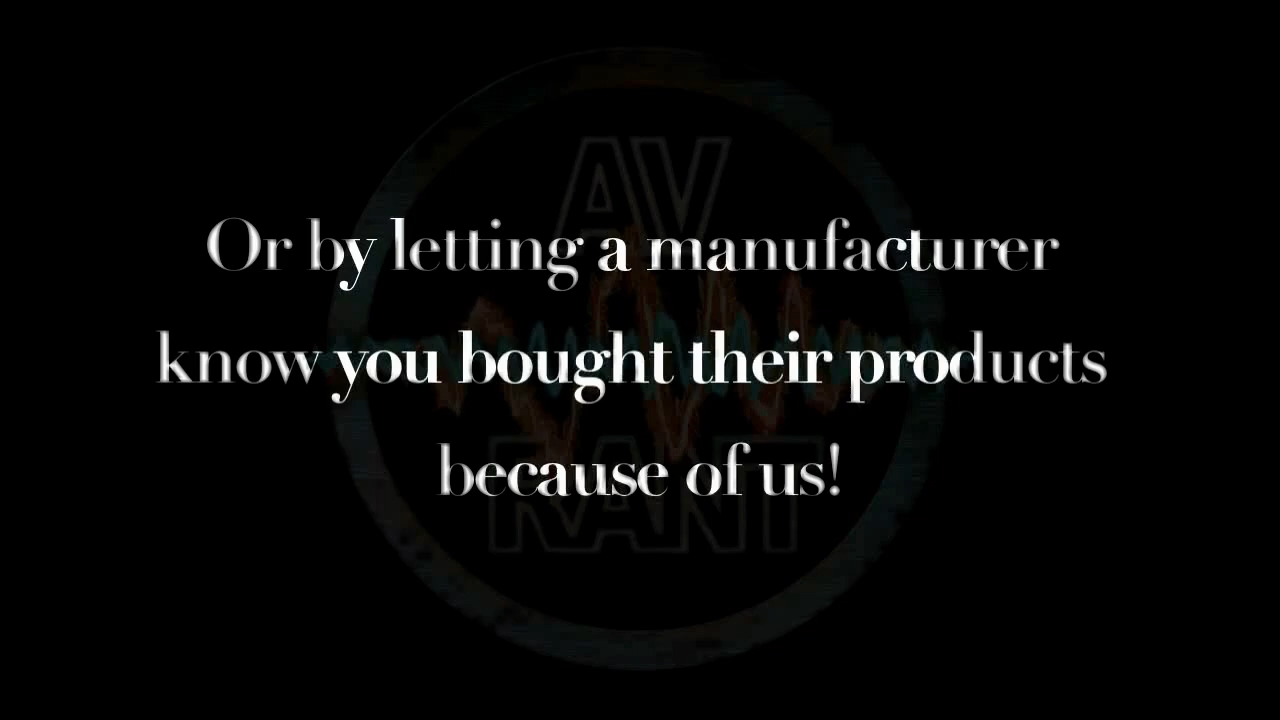 AV
Or by letting a manufacturer
know you bought their products
because of us!
RANT